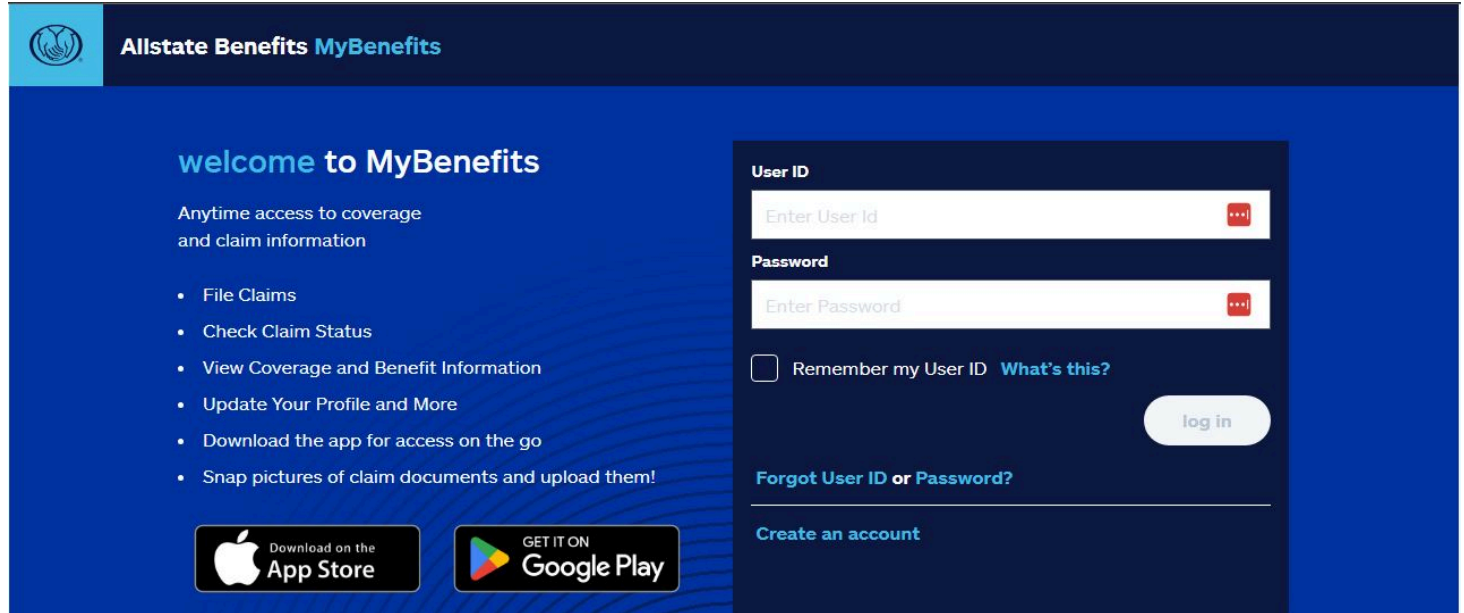 Allstate Benefits MyBenefits
welcome to MyBenefits
Anytime access to coverage
and claim information
• File Claims
• Check Claim Status
• View Coverage and Benefit Information
• Update Your Profile and More
• Download the app for access on the go
• Snap pictures of claim documents and upload them!
Download on the
App Store
GET IT ON
Google Play
User ID
Enter User Id
Password
Enter Password
Remember my User ID What's this?
log in
Forgot User ID or Password?
Create an account